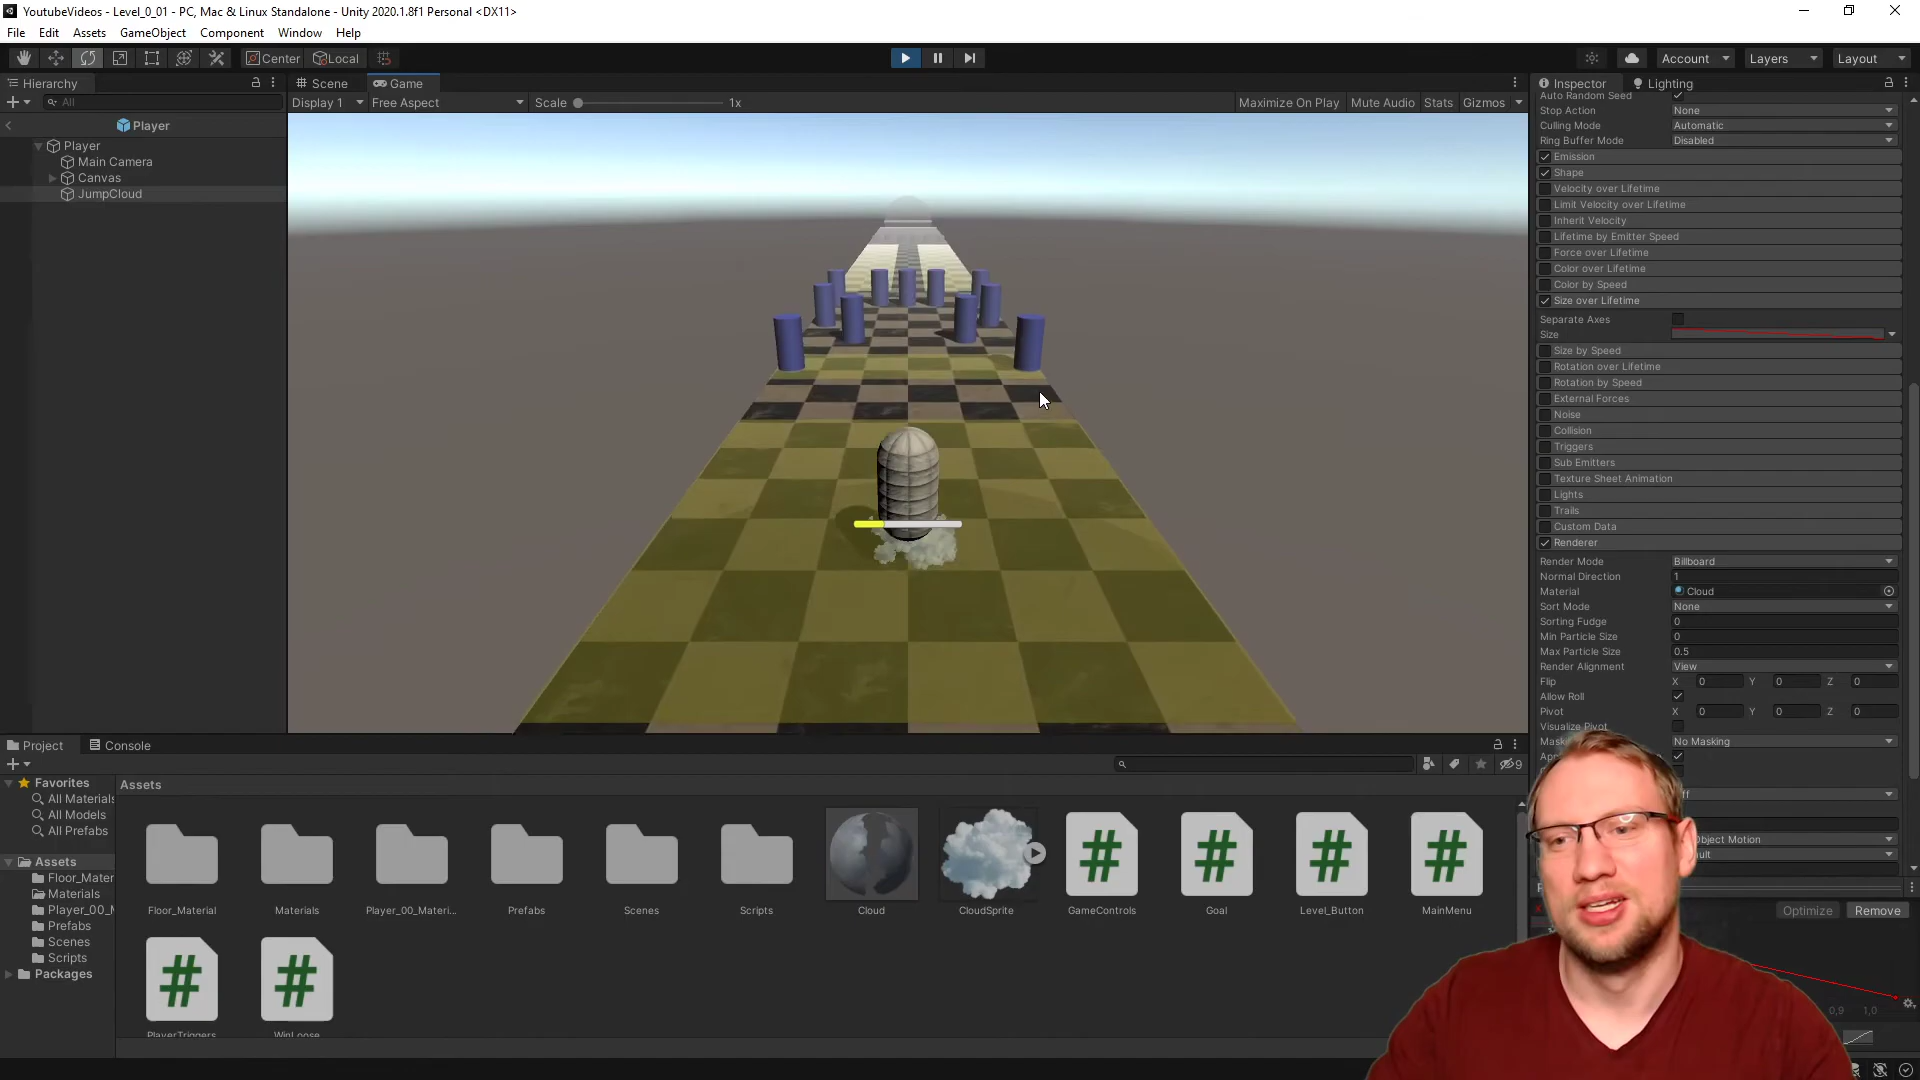 YoutubeVideos - Level_0_01 - PC, Mac & Linux Standalone - Unity 2020.1.8f1 Personal <DX11>
File Edit Assets GameObject Component Window Help
Center Local Account Layers Layout
Hierarchy
All
Player
Player
Main Camera
Canvas
JumpCloud
Scene Game
Display 1 Free Aspect Scale 1x Maximize On Play Mute Audio Stats Gizmos
Inspector Lighting
Auto Random Seed
Stop Action None
Culling Mode Automatic
Ring Buffer Mode Disabled
Emission
Shape
Velocity over Lifetime
Limit Velocity over Lifetime
Inherit Velocity
Lifetime by Emitter Speed
Force over Lifetime
Color over Lifetime
Color by Speed
Size over Lifetime
Separate Axes
Size
Size by Speed
Rotation over Lifetime
Rotation by Speed
External Forces
Noise
Collision
Triggers
Sub Emitters
Texture Sheet Animation
Lights
Trails
Custom Data
Renderer
Render Mode Billboard
Normal Direction 1
Material Cloud
Sort Mode None
Sorting Fudge 0
Min Particle Size 0
Max Particle Size 0.5
Render Alignment View
Flip X 0 Y 0 Z 0
Allow Roll
Pivot X 0 Y 0 Z 0
Visualize Pivot
No Masking
Object Motion
Optimize Remove
0,9 1,0
Project Console
9
Favorites
All Materials
All Models
All Prefabs
Assets
Floor_Mater
Materials
Player_00_M
Prefabs
Scenes
Scripts
Packages
Assets
Floor_Material Materials Player_00_Materi... Prefabs Scenes Scripts Cloud CloudSprite GameControls Goal Level_Button MainMenu
PlayerTriggers WinLoose